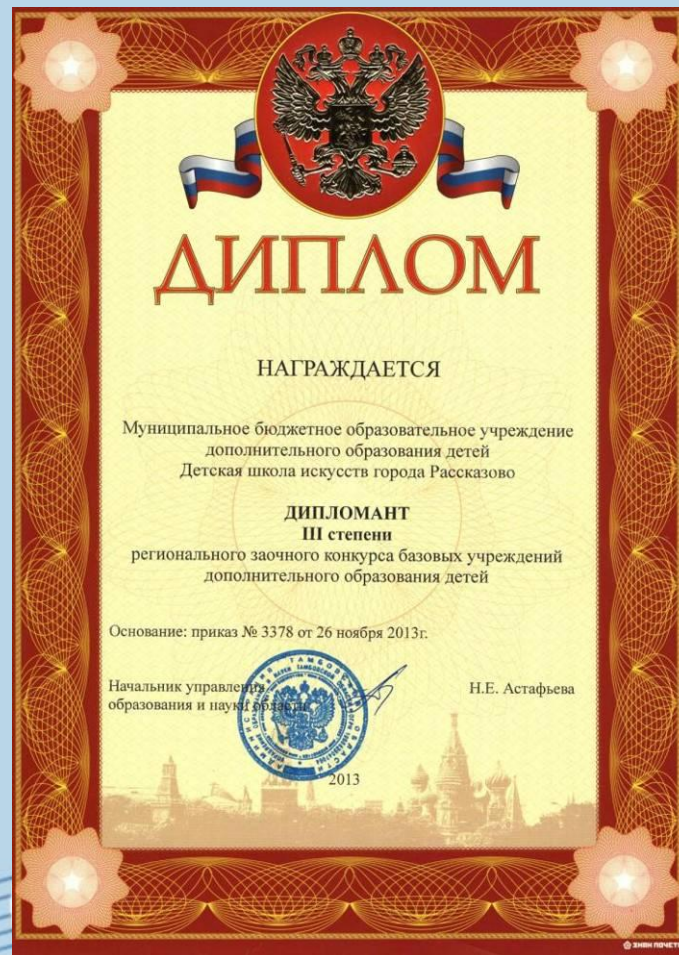 ДИПЛОМ
НАГРАЖДАЕТСЯ
Муниципальное бюджетное образовательное учреждение
дополнительного образования детей
Детская школа искусств города Рассказово
ДИПЛОМАНТ
III степени
регионального заочного конкурса базовых учреждений
дополнительного образования детей
Основание: приказ № 3378 от 26 ноября 2013г.
Начальник управления
образования и науки области
Н.Е. Астафьева
2013
ЗНАК ПОЧЕТА